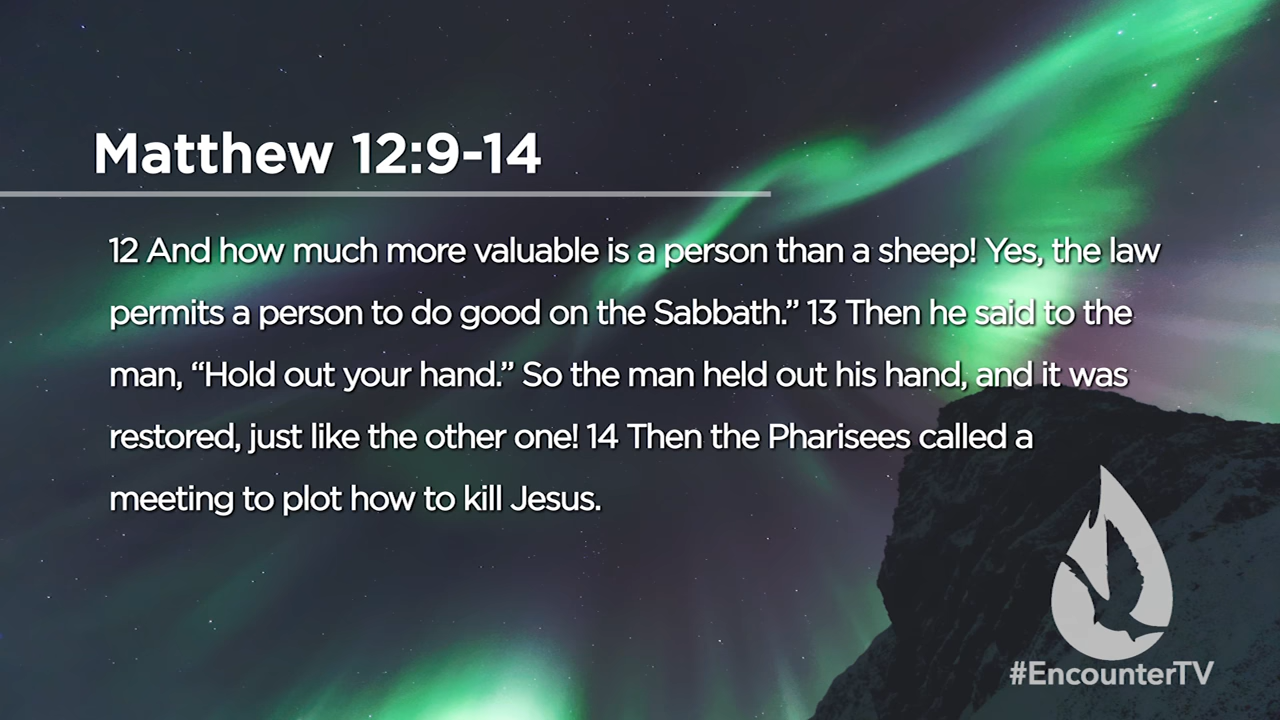 Matthew 12:9-14
12 And how much more valuable is a person than a sheep! Yes, the law
permits a person to do good on the Sabbath.” 13 Then he said to the
man, “Hold out your hand.” So the man held out his hand, and it was
restored, just like the other one! 14 Then the Pharisees called a
meeting to plot how to kill Jesus.
#EncounterTV